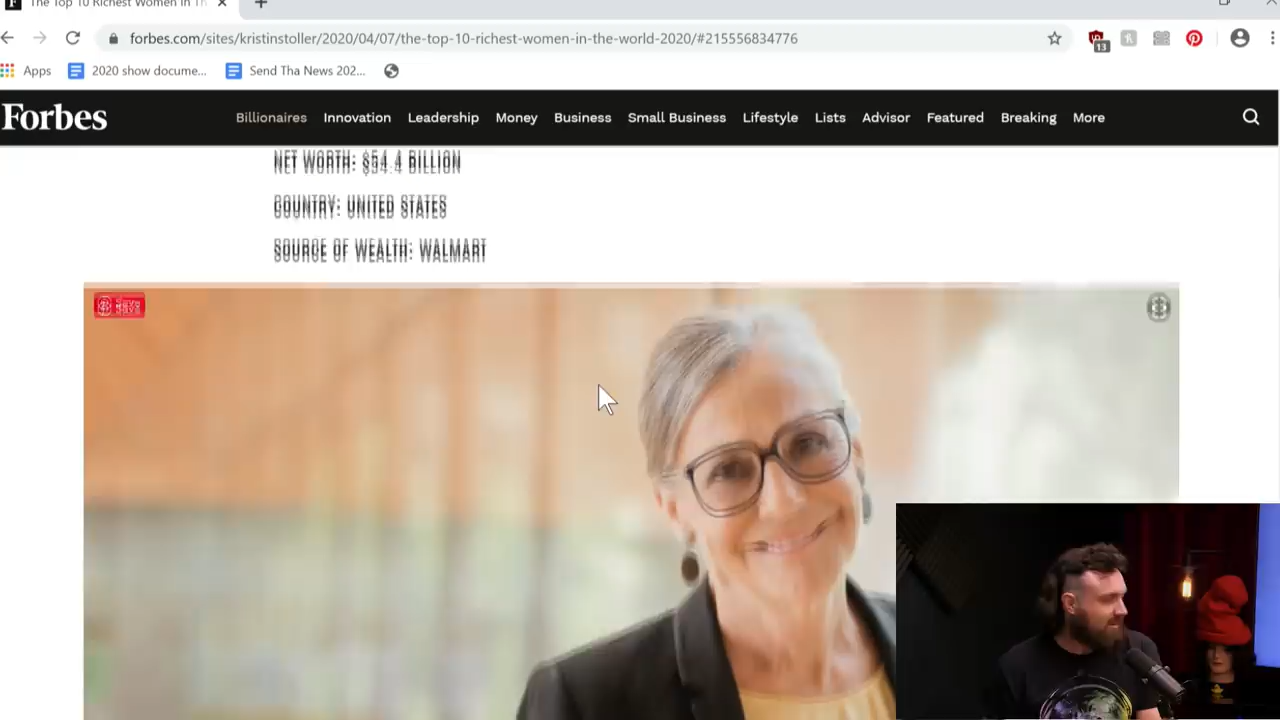 The Top 10 Richest Women In Th
forbes.com/sites/kristinstoller/2020/04/07/the-top-10-richest-women-in-the-world-2020/#215556834776
13
Apps 2020 show docume... Send Tha News 202...
Forbes Billionaires Innovation Leadership Money Business Small Business Lifestyle Lists Advisor Featured Breaking More
NET WORTH: $54.4 BILLION
COUNTRY: UNITED STATES
SOURCE OF WEALTH: WALMART